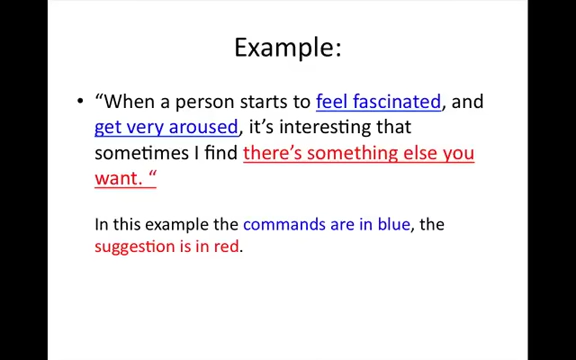 Example:
• “When a person starts to feel fascinated, and
get very aroused, it’s interesting that
sometimes I find there’s something else you
want. “
In this example the commands are in blue, the
suggestion is in red.